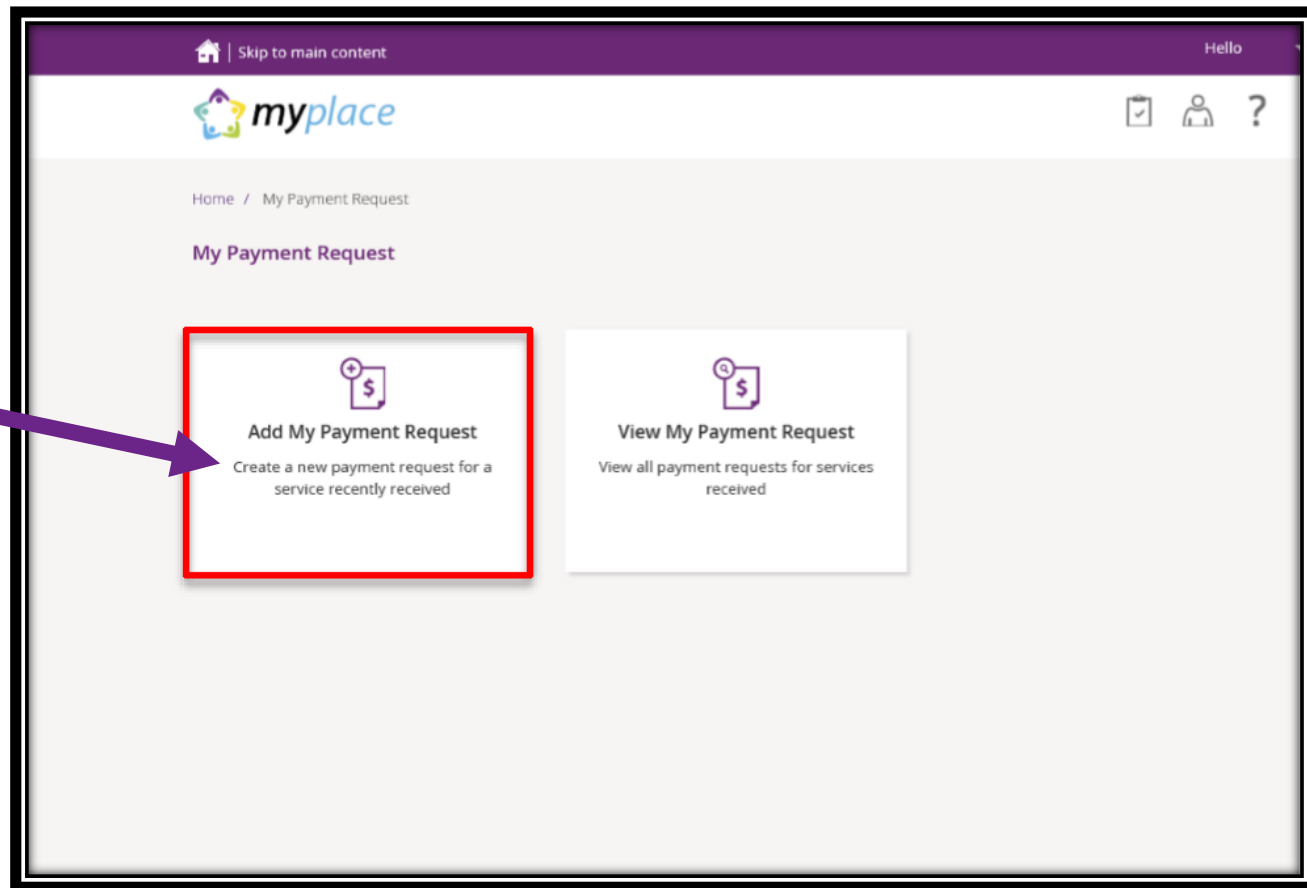 Skip to main content
Hello
myplace
?
Home / My Payment Request
My Payment Request
$
Add My Payment Request
Create a new payment request for a
service recently received
$
View My Payment Request
View all payment requests for services
received